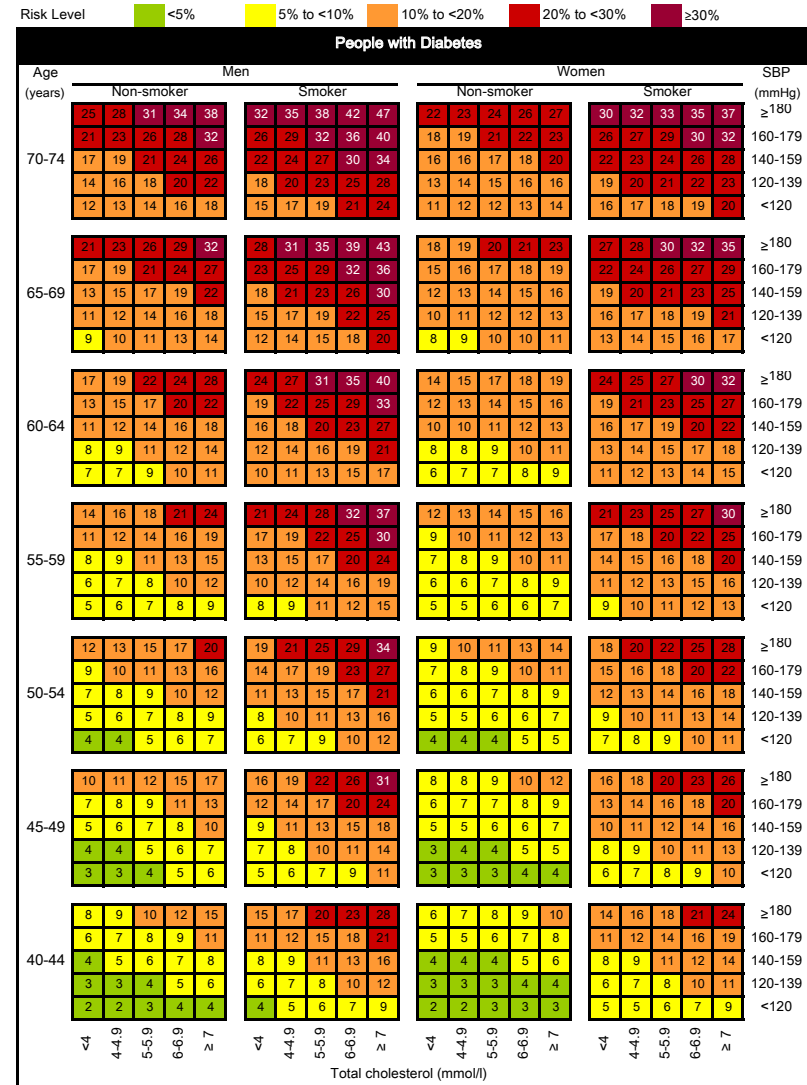 Risk Level <5% 5% to <10% 10% to <20% 20% to <30% ≥30%
People with Diabetes
Age Men Women SBP
(years) Non-smoker Smoker Non-smoker Smoker (mmHg)
25 28 31 34 38 32 35 38 42 47 22 23 24 26 27 30 32 33 35 37 ≥180
21 23 26 28 32 26 29 32 36 40 18 19 21 22 23 26 27 29 30 32 160-179
70-74 17 19 21 24 26 22 24 27 30 34 16 16 17 18 20 22 23 24 26 28 140-159
14 16 18 20 22 18 20 23 25 28 13 14 15 16 16 19 20 21 22 23 120-139
12 13 14 16 18 15 17 19 21 24 11 12 12 13 14 16 17 18 19 20 <120
21 23 26 29 32 28 31 35 39 43 18 19 20 21 23 27 28 30 32 35 ≥180
17 19 21 24 27 23 25 29 32 36 15 16 17 18 19 22 24 26 27 29 160-179
65-69 13 15 17 19 22 18 21 23 26 30 12 13 14 15 16 19 20 21 23 25 140-159
11 12 14 16 18 15 17 19 22 25 10 11 12 12 13 16 17 18 19 21 120-139
9 10 11 13 14 12 14 15 18 20 8 9 10 10 11 13 14 15 16 17 <120
17 19 22 24 28 24 27 31 35 40 14 15 17 18 19 24 25 27 30 32 ≥180
13 15 17 20 22 19 22 25 29 33 12 13 14 15 16 19 21 23 25 27 160-179
60-64 11 12 14 16 18 16 18 20 23 27 10 10 11 12 13 16 17 19 20 22 140-159
8 9 11 12 14 12 14 16 19 21 8 8 9 10 11 13 14 15 17 18 120-139
7 7 9 10 11 10 11 13 15 17 6 7 7 8 9 11 12 13 14 15 <120
14 16 18 21 24 21 24 28 32 37 12 13 14 15 16 21 23 25 27 30 ≥180
11 12 14 16 19 17 19 22 25 30 9 10 11 12 13 17 18 20 22 25 160-179
55-59 8 9 11 13 15 13 15 17 20 24 7 8 9 10 11 14 15 16 18 20 140-159
6 7 8 10 12 10 12 14 16 19 6 6 7 8 9 11 12 13 15 16 120-139
5 6 7 8 9 8 9 11 12 15 5 5 6 6 7 9 10 11 12 13 <120
12 13 15 17 20 19 21 25 29 34 9 10 11 13 14 18 20 22 25 28 ≥180
9 10 11 13 16 14 17 19 23 27 7 8 9 10 11 15 16 18 20 22 160-179
50-54 7 8 9 10 12 11 13 15 17 21 6 6 7 8 9 12 13 14 16 18 140-159
5 6 7 8 9 8 10 11 13 16 5 5 6 6 7 9 10 11 13 14 120-139
4 4 5 6 7 6 7 9 10 12 4 4 4 5 5 7 8 9 10 11 <120
10 11 12 15 17 16 19 22 26 31 8 8 9 10 12 16 18 20 23 26 ≥180
7 8 9 11 13 12 14 17 20 24 6 7 7 8 9 13 14 16 18 20 160-179
45-49 5 6 7 8 10 9 11 13 15 18 5 5 6 6 7 10 11 12 14 16 140-159
4 4 5 6 7 7 8 10 11 14 3 4 4 5 5 8 9 10 11 13 120-139
3 3 4 5 6 5 6 7 9 11 3 3 3 4 4 6 7 8 9 10 <120
8 9 10 12 15 15 17 20 23 28 6 7 8 9 10 14 16 18 21 24 ≥180
6 7 8 9 11 11 12 15 18 21 5 5 6 7 8 11 12 14 16 19 160-179
40-44 4 5 6 7 8 8 9 11 13 16 4 4 4 5 6 8 9 11 12 14 140-159
3 3 4 5 6 6 7 8 10 12 3 3 3 4 4 6 7 8 10 11 120-139
2 2 3 4 4 4 5 6 7 9 2 2 3 3 3 5 5 6 7 9 <120
<4 4-4.9 5-5.9 6-6.9 ≥ 7 <4 4-4.9 5-5.9 6-6.9 ≥ 7 <4 4-4.9 5-5.9 6-6.9 ≥ 7 <4 4-4.9 5-5.9 6-6.9 ≥ 7
Total cholesterol (mmol/l)